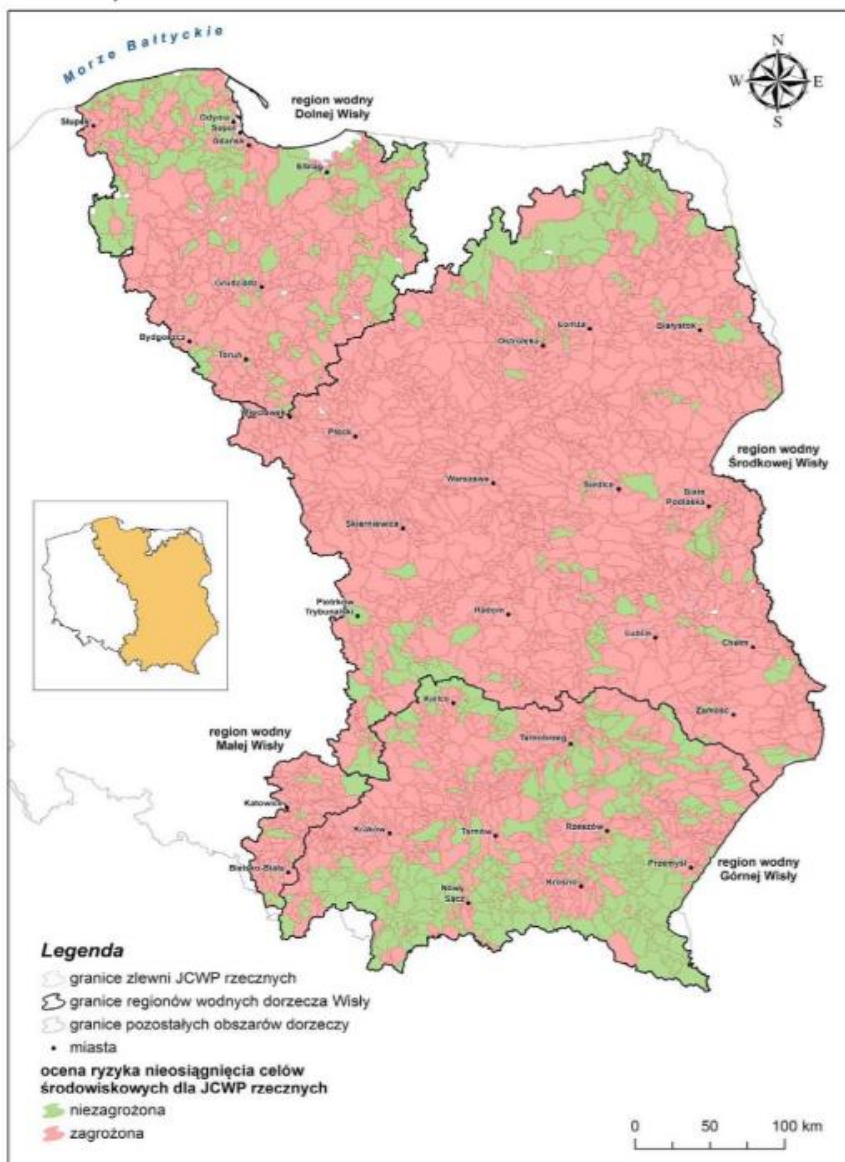 Morze Bałtyckie
N
W E
S
region wodny
Dolnej Wisły
Słupsk
Gdynia
Sopot
Gdańsk
Elbląg
Grudziądz
Bydgoszcz
Toruń
Włocławek
Płock
Ostrołęka
Łomża
Białystok
region wodny
Środkowej Wisły
Warszawa
Siedlce
Biała
Podlaska
Skierniewice
Piotrków
Trybunalski
Radom
Lublin
Chełm
Zamość
Kielce
Tarnobrzeg
region wodny
Małej Wisły
Katowice
Kraków
Tarnów
Rzeszów
Bielsko-Biała
Nowy
Sącz
Krosno
Przemyśl
region wodny
Górnej Wisły
Legenda
granice zlewni JCWP rzecznych
granice regionów wodnych dorzecza Wisły
granice pozostałych obszarów dorzeczy
miasta
ocena ryzyka nieosiągnięcia celów
środowiskowych dla JCWP rzecznych
niezagrożona
zagrożona
0 50 100 km